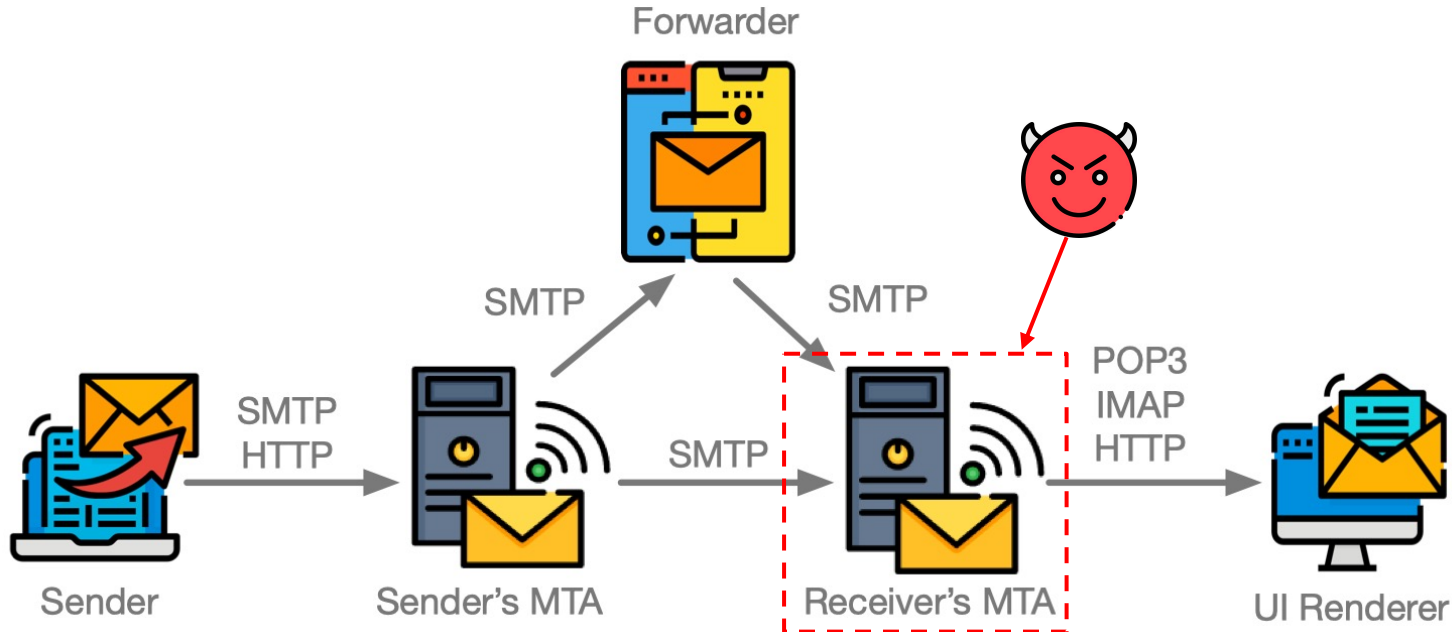 Forwarder
SMTP
SMTP
SMTP
HTTP
SMTP
POP3
IMAP
HTTP
Sender
Sender's MTA
Receiver's MTA
UI Renderer